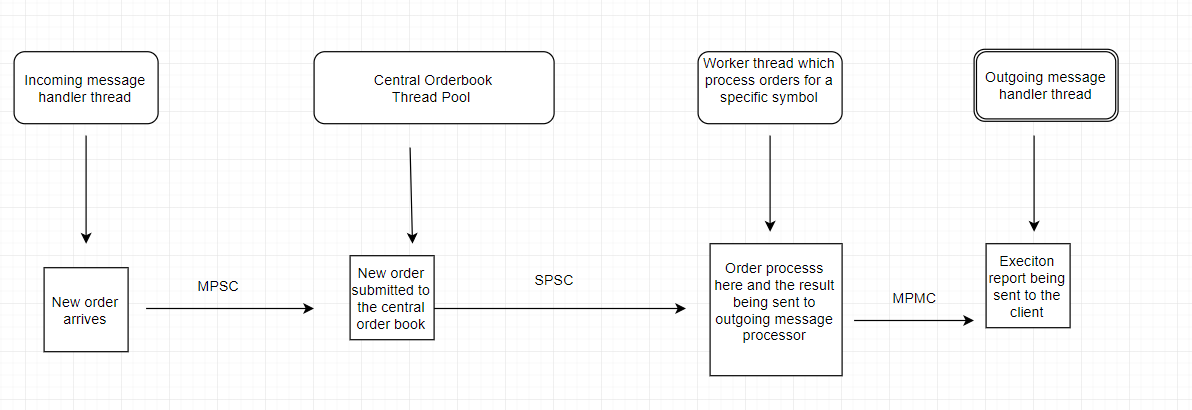 Incoming message
handler thread
Central Orderbook
Thread Pool
Worker thread which
process orders for a
specific symbol
Outgoing message
handler thread
New order
arrives
MPSC
New order
submitted to
the central
order book
SPSC
Order processs
here and the result
being sent to
outgoing message
processor
MPMC
Execiton
report being
sent to the
client